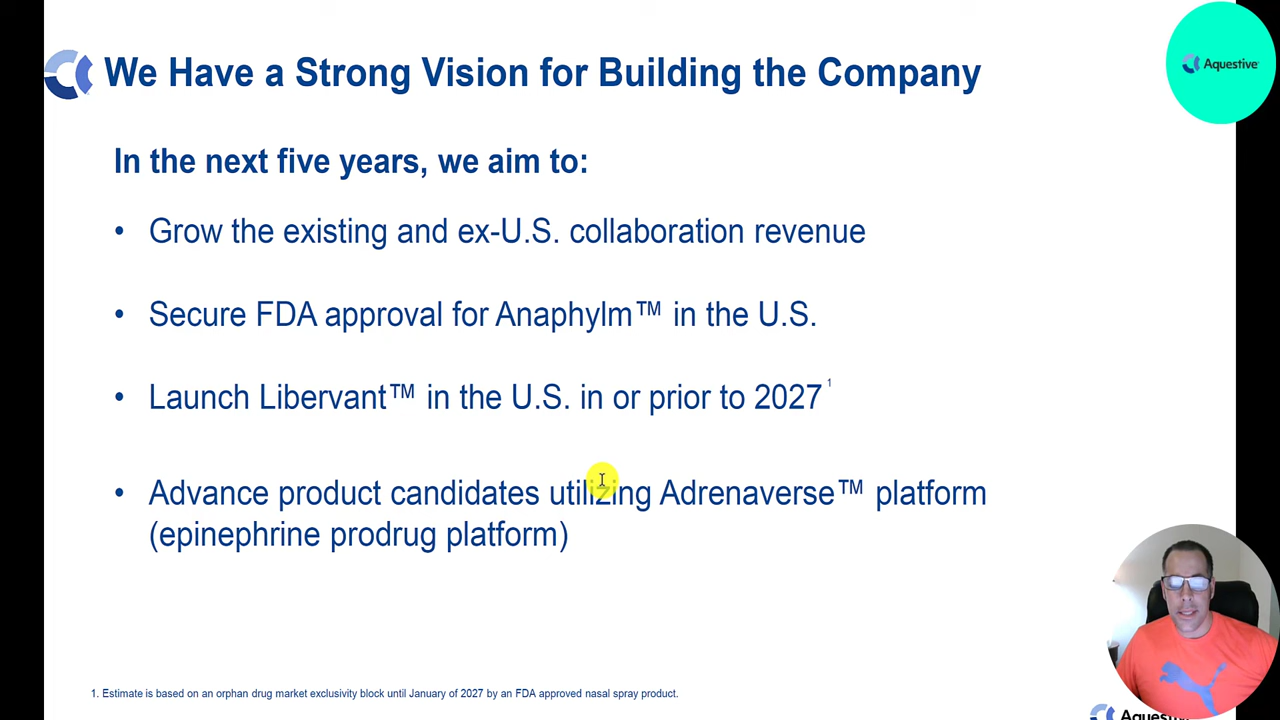 We Have a Strong Vision for Building the Company
Aquestive
In the next five years, we aim to:
• Grow the existing and ex-U.S. collaboration revenue
• Secure FDA approval for Anaphylm™ in the U.S.
• Launch Libervant™ in the U.S. in or prior to 2027 1
• Advance product candidates utilizing Adrenaverse™ platform
(epinephrine prodrug platform)
1. Estimate is based on an orphan drug market exclusivity block until January of 2027 by an FDA approved nasal spray product.
Aquestive